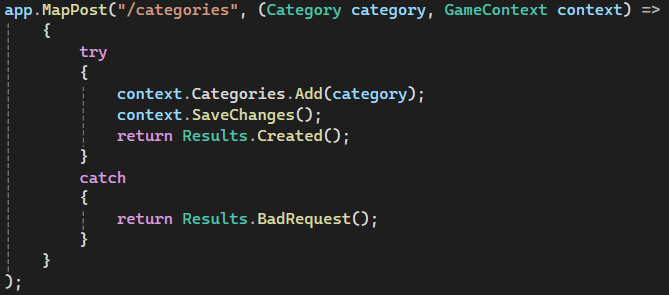 app.MapPost("/categories", (Category category, GameContext context) =>
{
try
{
context.Categories.Add(category);
context.SaveChanges();
return Results.Created();
}
catch
{
return Results.BadRequest();
}
}
);